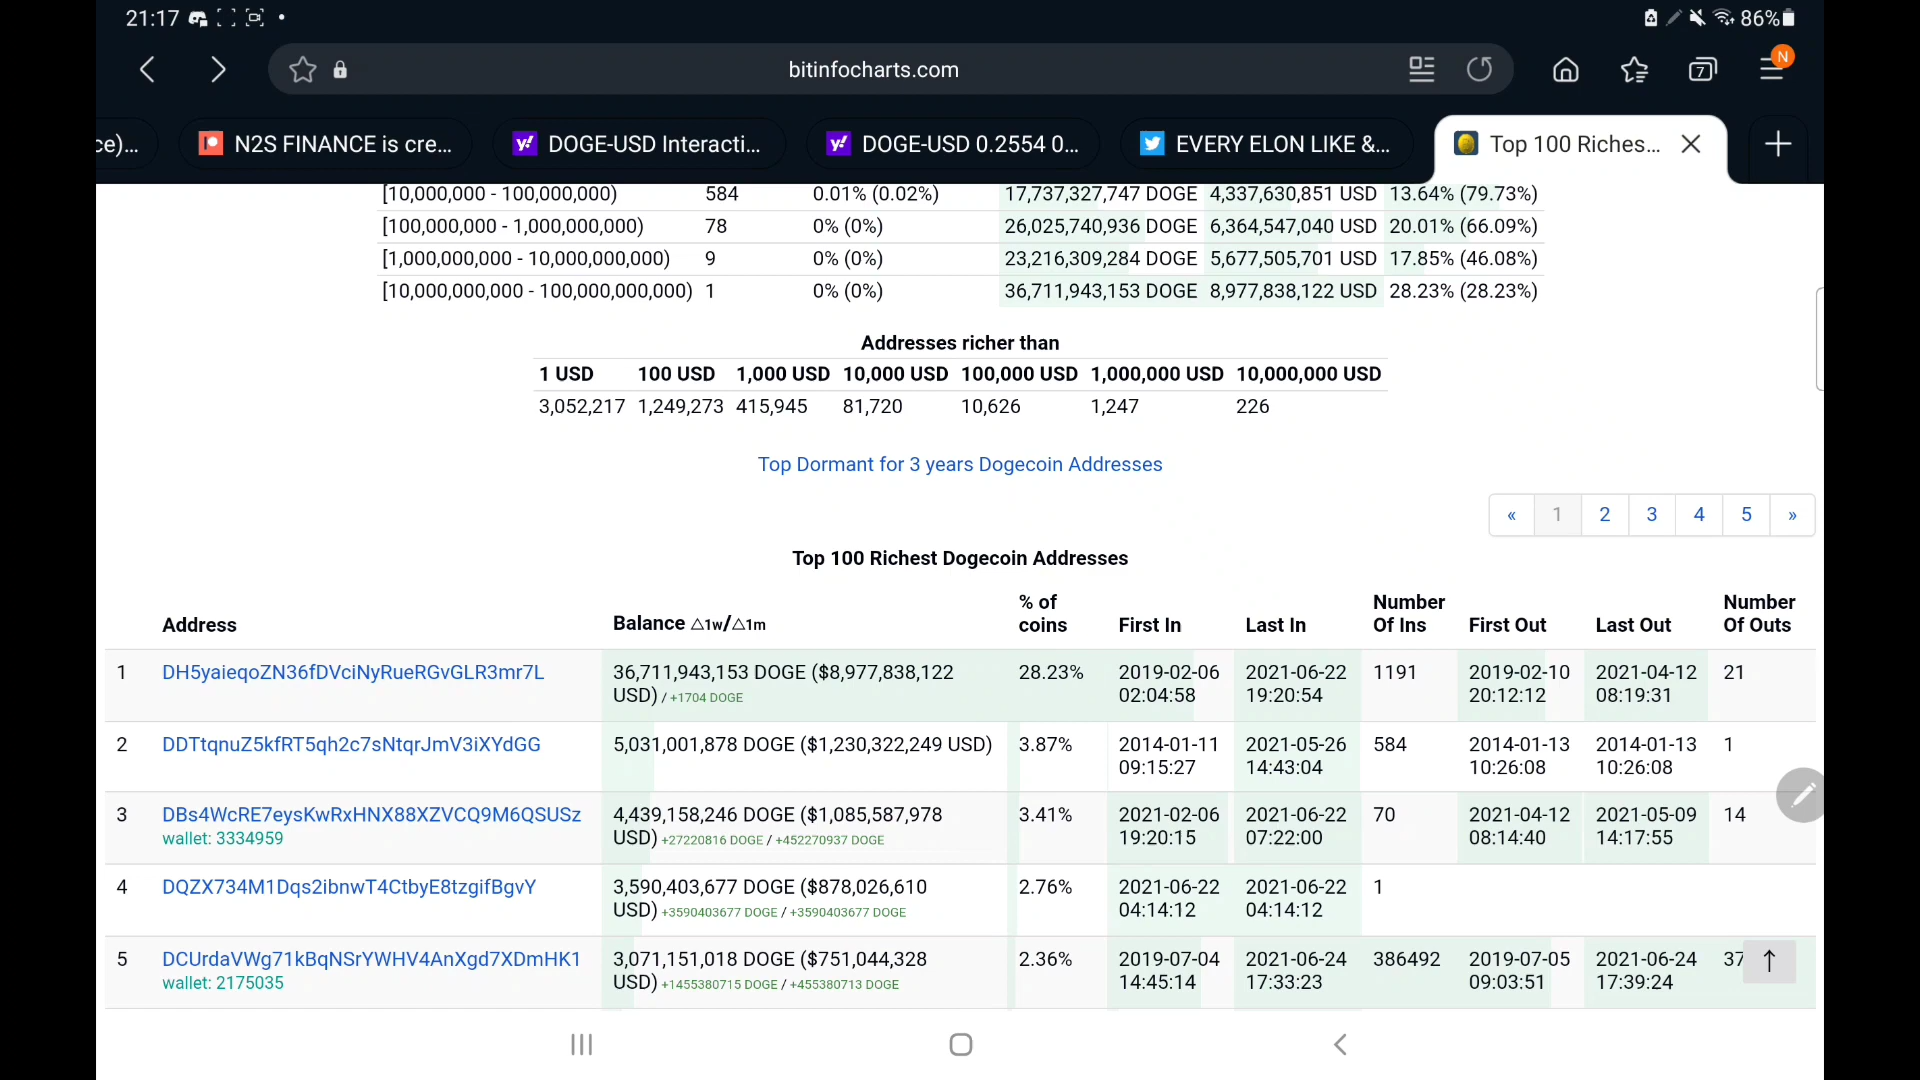 21:17 86%
bitinfocharts.com 7 N
ce)... N2S FINANCE is cre... DOGE-USD Interacti... DOGE-USD 0.2554 0... EVERY ELON LIKE &... Top 100 Riches...
[10,000,000 - 100,000,000) 584 0.01% (0.02%) 17,737,327,747 DOGE 4,337,630,851 USD 13.64% (79.73%)
[100,000,000 - 1,000,000,000) 78 0% (0%) 26,025,740,936 DOGE 6,364,547,040 USD 20.01% (66.09%)
[1,000,000,000 - 10,000,000,000) 9 0% (0%) 23,216,309,284 DOGE 5,677,505,701 USD 17.85% (46.08%)
[10,000,000,000 - 100,000,000,000) 1 0% (0%) 36,711,943,153 DOGE 8,977,838,122 USD 28.23% (28.23%)
Addresses richer than
1 USD 100 USD 1,000 USD 10,000 USD 100,000 USD 1,000,000 USD 10,000,000 USD
3,052,217 1,249,273 415,945 81,720 10,626 1,247 226
Top Dormant for 3 years Dogecoin Addresses
« 1 2 3 4 5 »
Top 100 Richest Dogecoin Addresses
% of Number Number
Address Balance △1w/△1m coins First In Last In Of Ins First Out Last Out Of Outs
1 DH5yaieqoZN36fDVciNyRueRGvGLR3mr7L 36,711,943,153 DOGE ($8,977,838,122 28.23% 2019-02-06 2021-06-22 1191 2019-02-10 2021-04-12 21
USD) / +1704 DOGE 02:04:58 19:20:54 20:12:12 08:19:31
2 DDTtqnuZ5kfRT5qh2c7sNtqrJmV3iXYdGG 5,031,001,878 DOGE ($1,230,322,249 USD) 3.87% 2014-01-11 2021-05-26 584 2014-01-13 2014-01-13 1
09:15:27 14:43:04 10:26:08 10:26:08
3 DBs4WcRE7eysKwRxHNX88XZVCQ9M6QSUSz 4,439,158,246 DOGE ($1,085,587,978 3.41% 2021-02-06 2021-06-22 70 2021-04-12 2021-05-09 14
wallet: 3334959 USD) +27220816 DOGE / +452270937 DOGE 19:20:15 07:22:00 08:14:40 14:17:55
4 DQZX734M1Dqs2ibnwT4CtbyE8tzgifBgvY 3,590,403,677 DOGE ($878,026,610 2.76% 2021-06-22 2021-06-22 1
USD) +3590403677 DOGE / +3590403677 DOGE 04:14:12 04:14:12
5 DCUrdaVWg71kBqNSrYWHV4AnXgd7XDmHK1 3,071,151,018 DOGE ($751,044,328 2.36% 2019-07-04 2021-06-24 386492 2019-07-05 2021-06-24 37
wallet: 2175035 USD) +1455380715 DOGE / +455380713 DOGE 14:45:14 17:33:23 09:03:51 17:39:24